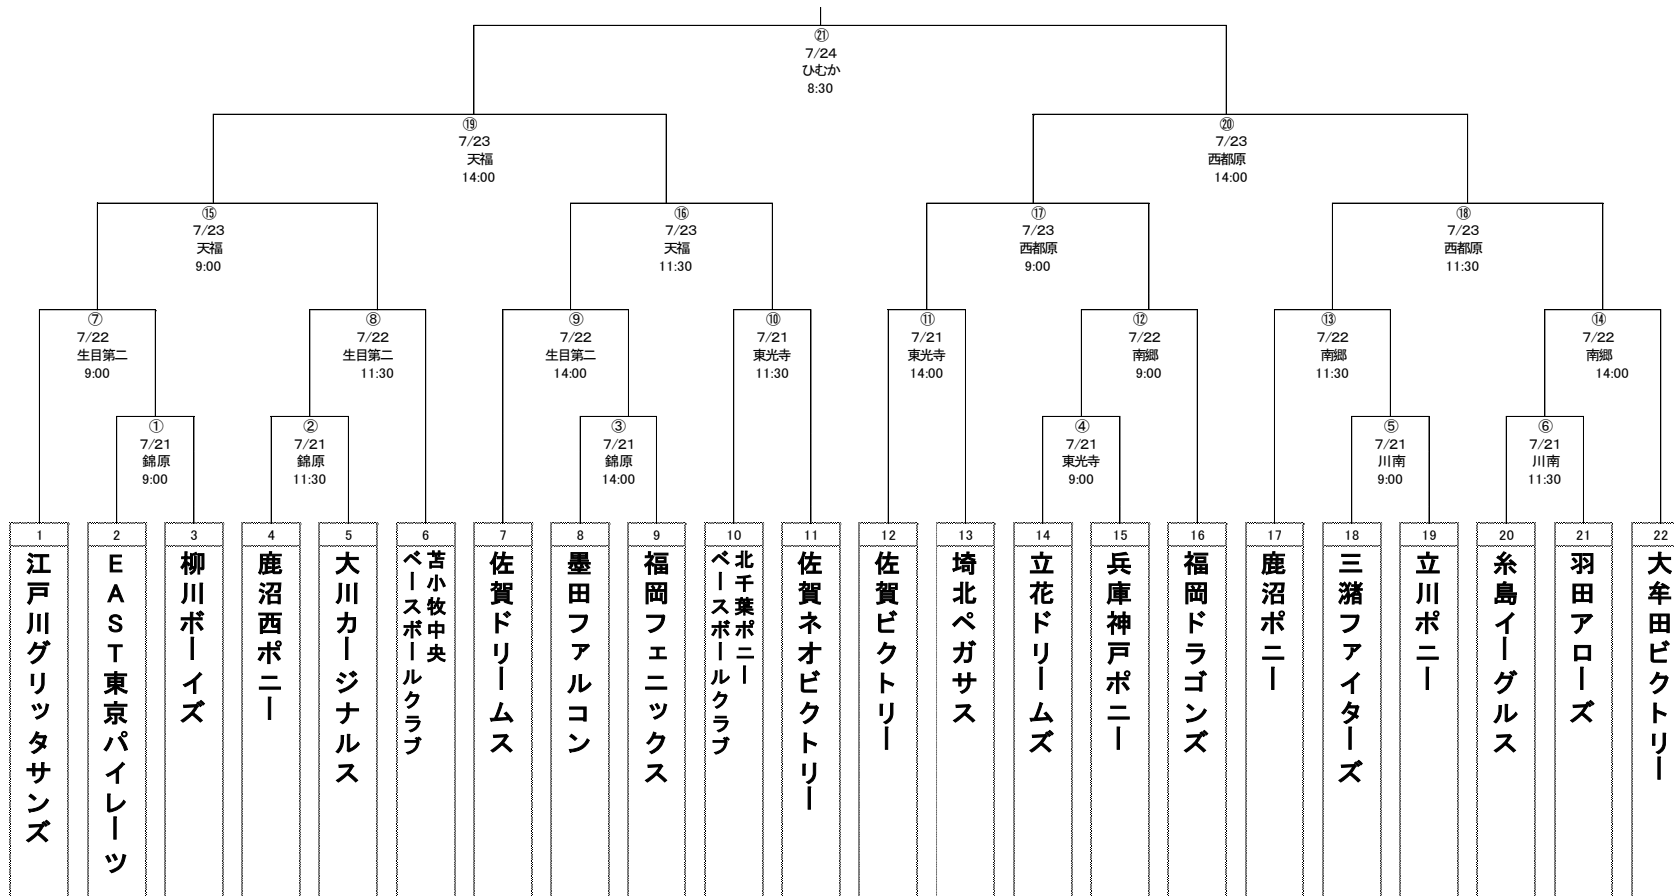 ㉑
7/24
ひむか
8:30
⑲
7/23
天福
14:00
⑳
7/23
西都原
14:00
⑮
7/23
天福
9:00
⑯
7/23
天福
11:30
⑰
7/23
西都原
9:00
⑱
7/23
西都原
11:30
⑦
7/22
生目第二
9:00
⑧
7/22
生目第二
11:30
⑨
7/22
生目第二
14:00
⑩
7/21
東光寺
11:30
⑪
7/21
東光寺
14:00
⑫
7/22
南郷
9:00
⑬
7/22
南郷
11:30
⑭
7/22
南郷
14:00
①
7/21
錦原
9:00
②
7/21
錦原
11:30
③
7/21
錦原
14:00
④
7/21
東光寺
9:00
⑤
7/21
川南
9:00
⑥
7/21
川南
11:30
1
江戸川グリッタサンズ
2
EAST東京パイレーツ
3
柳川ボーイズ
4
鹿沼西ポニー
5
大川カージナルス
6
苫小牧中央
ベースボールクラブ
7
佐賀ドリームス
8
墨田ファルコン
9
福岡フェニックス
10
北千葉ポニー
ベースボールクラブ
11
佐賀ネオビクトリー
12
佐賀ビクトリー
13
埼北ペガサス
14
立花ドリームズ
15
兵庫神戸ポニー
16
福岡ドラゴンズ
17
鹿沼ポニー
18
三潴ファイターズ
19
立川ポニー
20
糸島イーグルス
21
羽田アローズ
22
大牟田ビクトリー